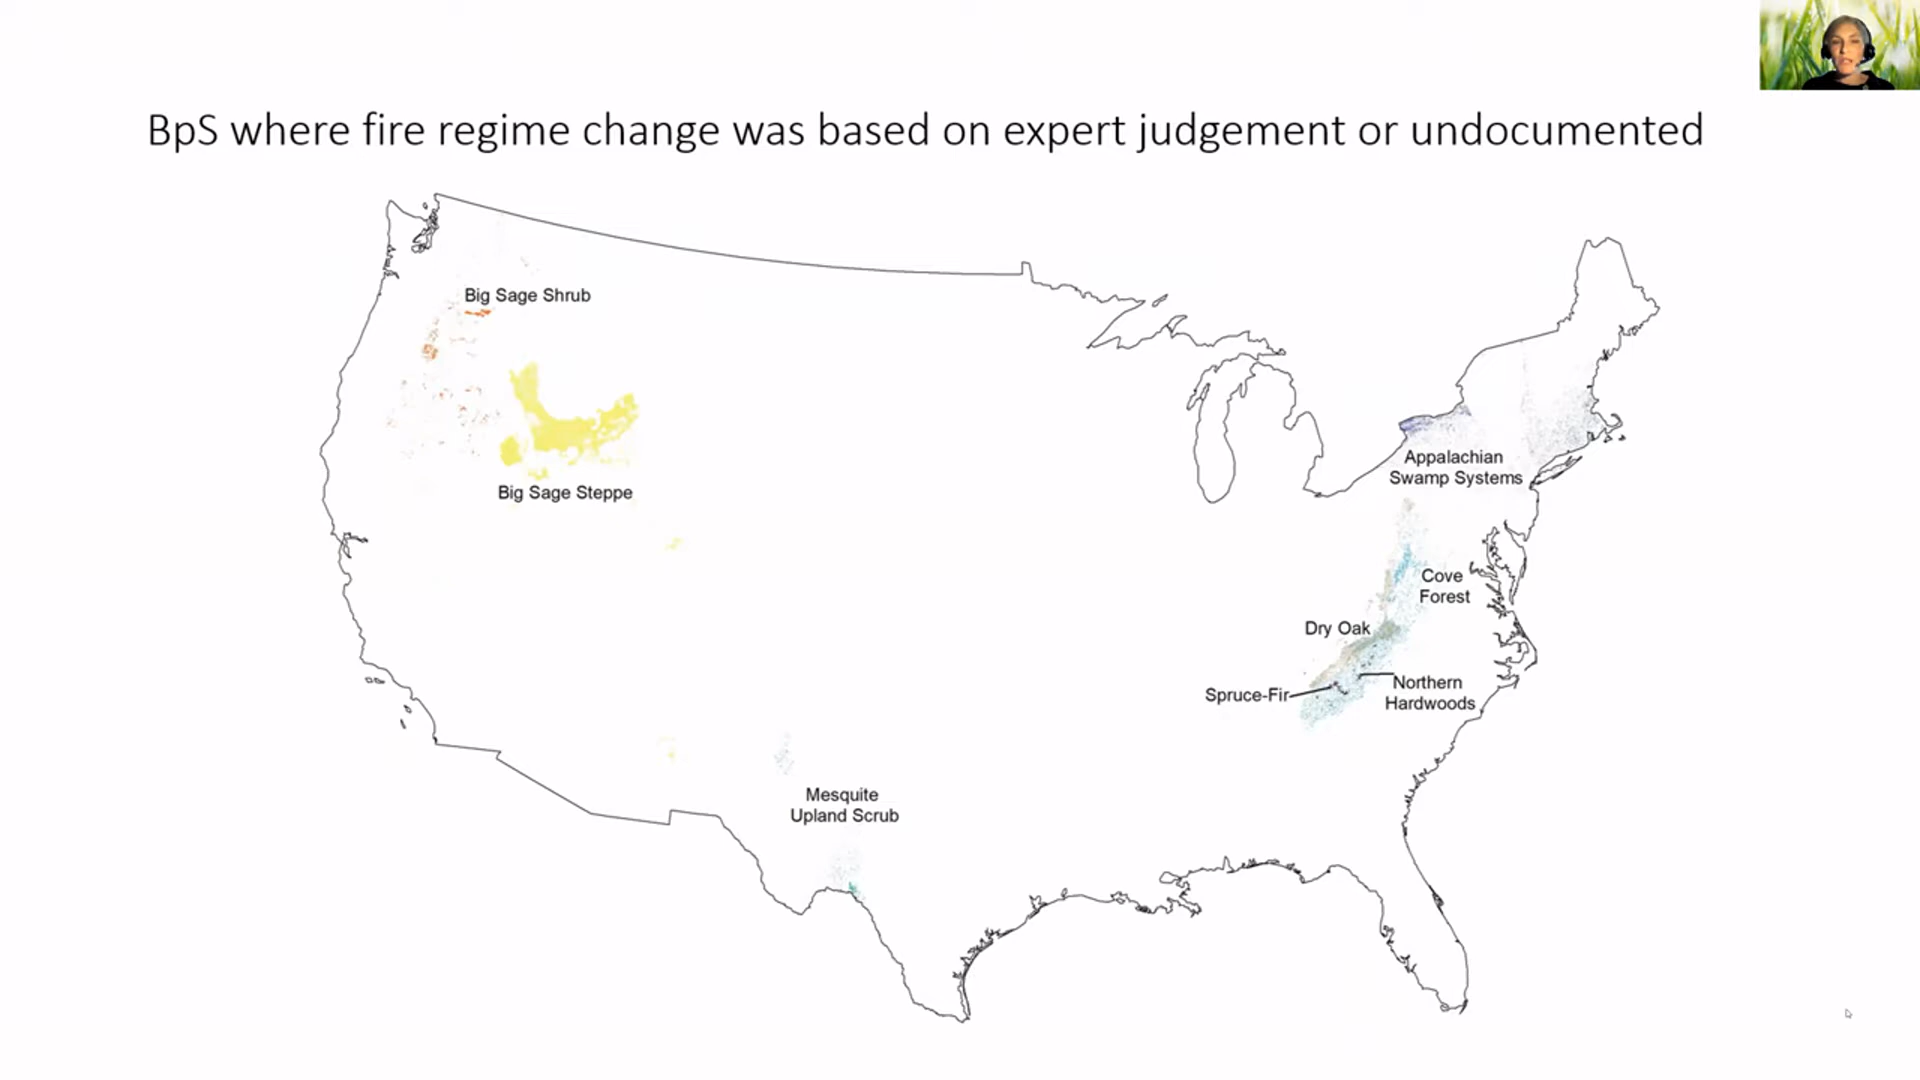 BpS where fire regime change was based on expert judgement or undocumented
Big Sage Shrub
Big Sage Steppe
Appalachian
Swamp Systems
Cove
Forest
Dry Oak
Spruce-Fir
Northern
Hardwoods
Mesquite
Upland Scrub